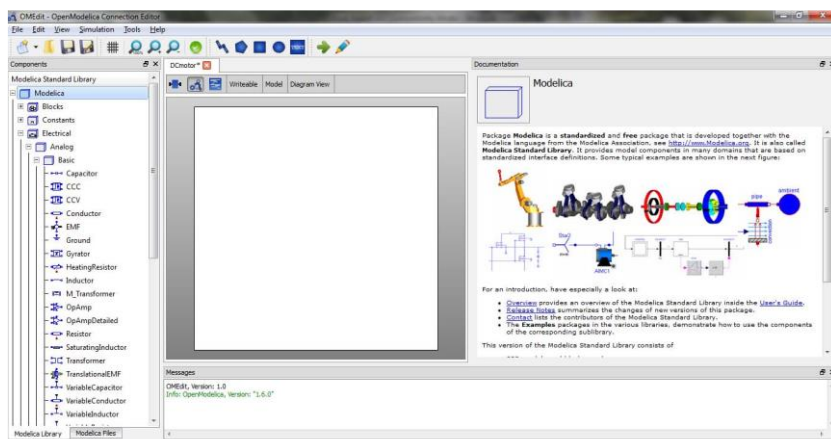 OMEdit - OpenModelica Connection Editor
File Edit View Simulation Tools Help
Components
Modelica Standard Library
Modelica
Blocks
Constants
Electrical
Analog
Basic
Capacitor
CCC
CCV
Conductor
EMF
Ground
Gyrator
HeatingResistor
Inductor
M_Transformer
OpAmp
OpAmpDetailed
Resistor
SaturatingInductor
Transformer
TranslationalEMF
VariableCapacitor
VariableConductor
VariableInductor
Modelica Library Modelica Files
DCmotor*
Writeable Model Diagram View
Documentation
Modelica
Package Modelica is a standardized and free package that is developed together with the
Modelica language from the Modelica Association, see http://www.Modelica.org. It is also called
Modelica Standard Library. It provides model components in many domains that are based on
standardized interface definitions. Some typical examples are shown in the next figure:
pipe
ambient
AIMC1
For an introduction, have especially a look at:
• Overview provides an overview of the Modelica Standard Library inside the User's Guide.
• Release Notes summarizes the changes of new versions of this package.
• Contact lists the contributors of the Modelica Standard Library.
• The Examples packages in the various libraries, demonstrate how to use the components
of the corresponding sublibrary.
This version of the Modelica Standard Library consists of
Messages
OMEdit, Version: 1.0
Info: OpenModelica, Version: "1.6.0"